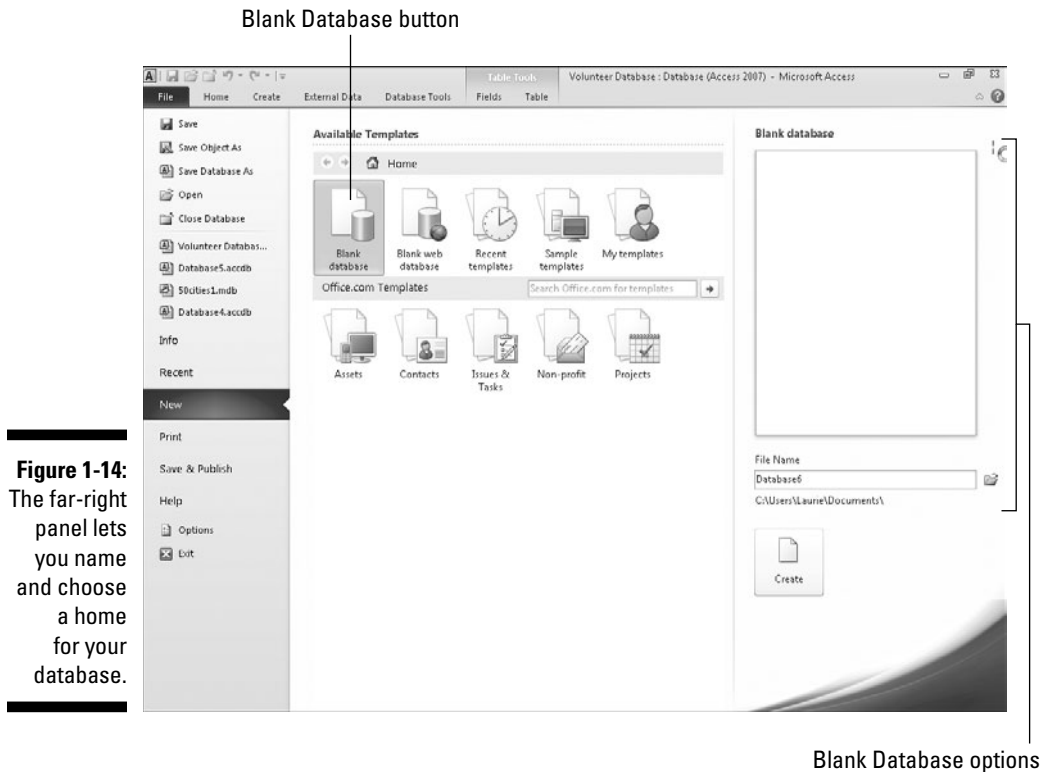 Blank Database button
Table Tools
Volunteer Database : Database (Access 2007) - Microsoft Access
File Home Create External Data Database Tools Fields Table
Save
Save Object As
Save Database As
Open
Close Database
Volunteer Databas...
Database5.accdb
50cities1.mdb
Database4.accdb
Info
Recent
New
Print
Save & Publish
Help
Options
Exit
Available Templates
Home
Blank
database
Blank web
database
Recent
templates
Sample
templates
My templates
Office.com Templates
Search Office.com for templates
Assets
Contacts
Issues &
Tasks
Non-profit
Projects
Blank database
File Name
Database6
C:\Users\Laurie\Documents\
Create
Figure 1-14:
The far-right
panel lets
you name
and choose
a home
for your
database.
Blank Database options